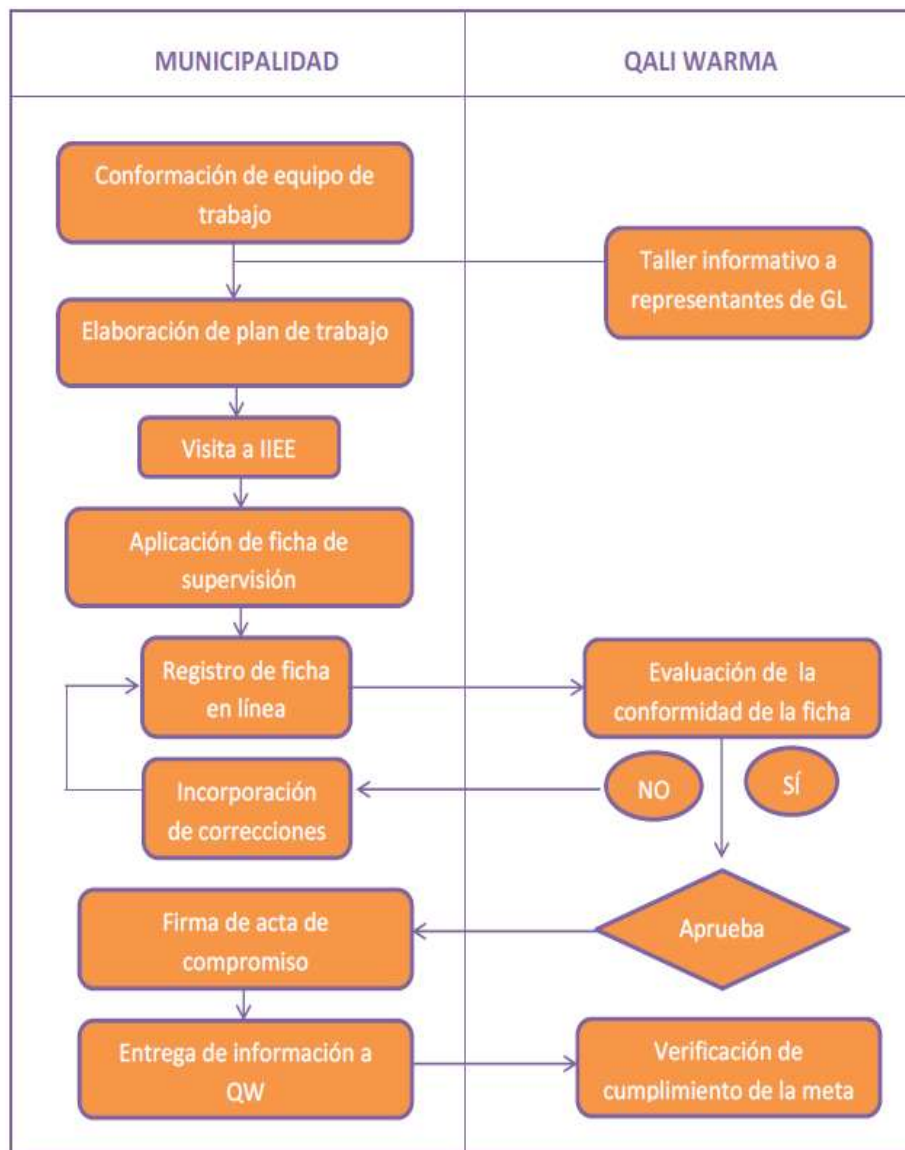 MUNICIPALIDAD
QALI WARMA
Conformación de equipo de
trabajo
Taller informativo a
representantes de GL
Elaboración de plan de trabajo
Visita a IIEE
Aplicación de ficha de
supervisión
Registro de ficha
en línea
Evaluación de la
conformidad de la ficha
NO
SÍ
Incorporación
de correcciones
Firma de acta de
compromiso
Aprueba
Entrega de información a
QW
Verificación de
cumplimiento de la meta